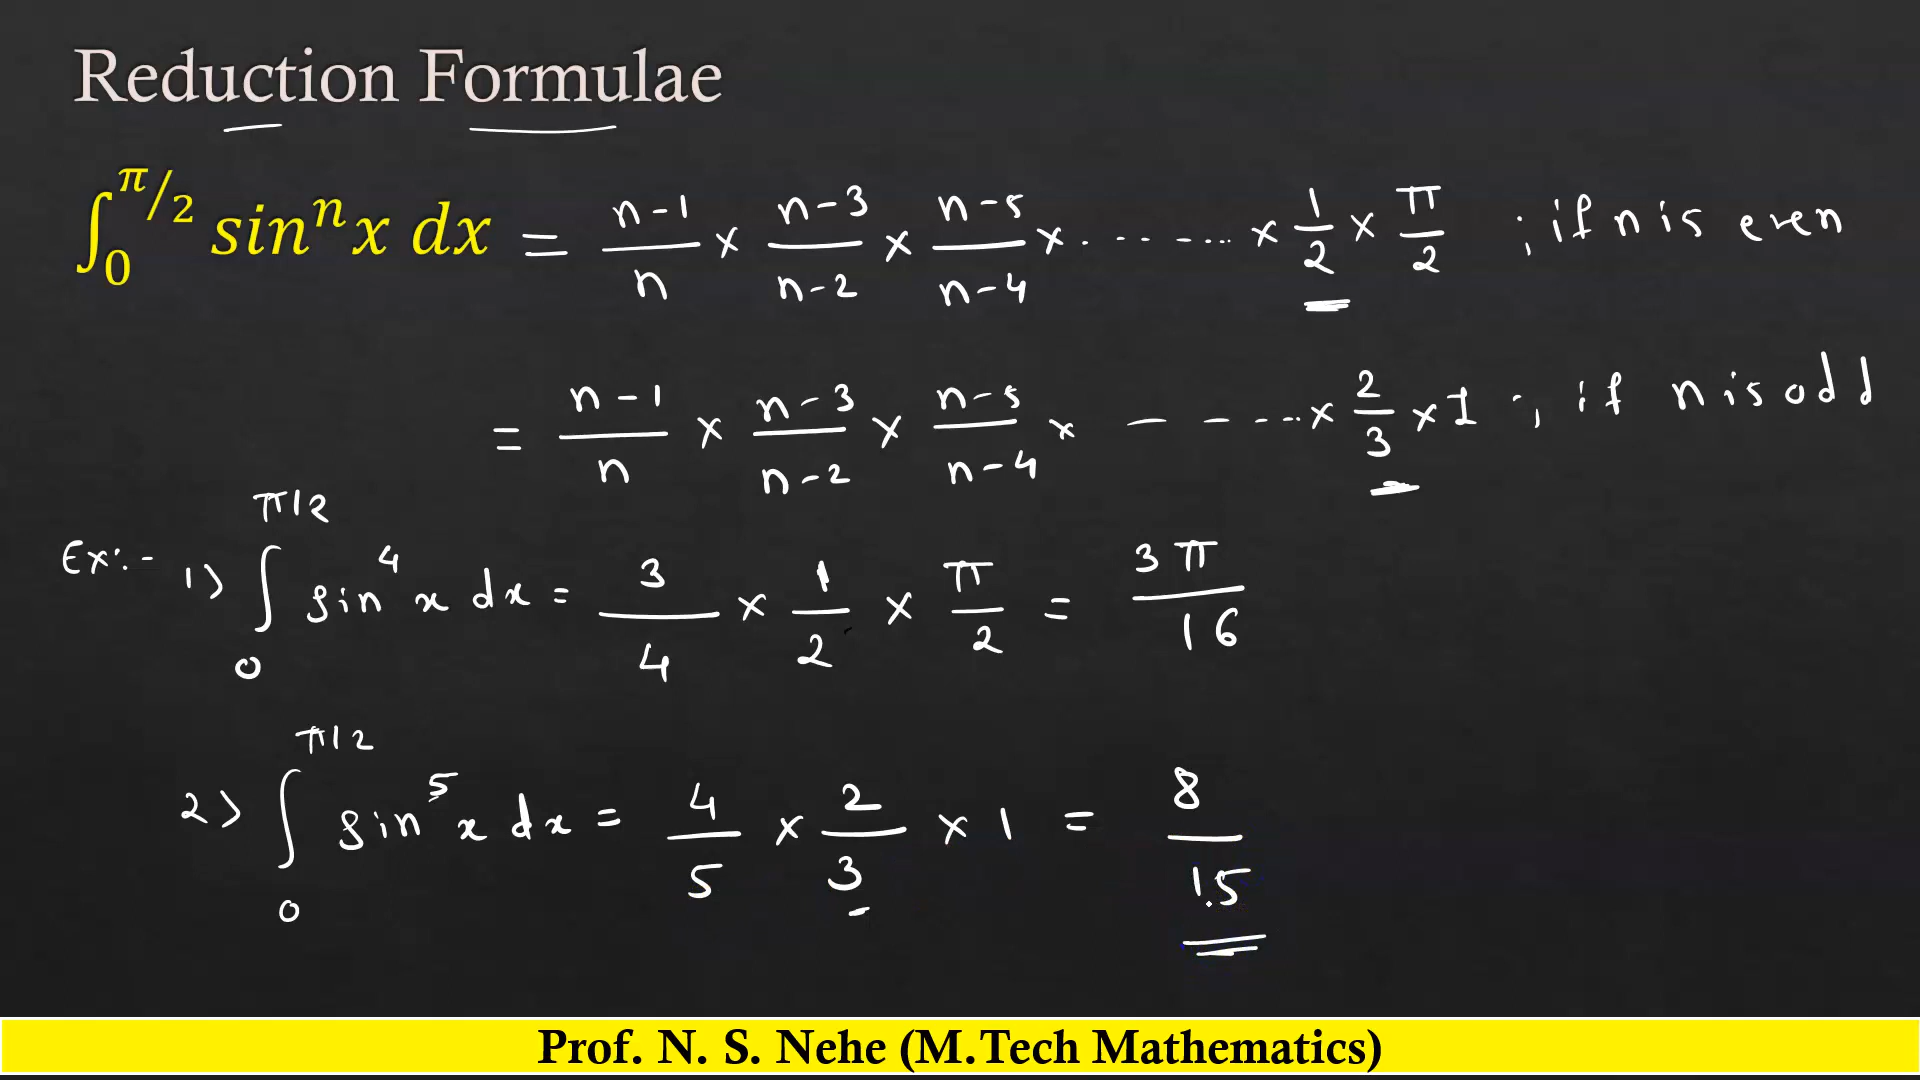 Reduction Formulae
∫₀^{π/2} sinⁿx dx = (n-1)/n × (n-3)/(n-2) × (n-5)/(n-4) × ........ × 1/2 × π/2 ; if n is even
= (n-1)/n × (n-3)/(n-2) × (n-5)/(n-4) × - - - ... × 2/3 × 1 ; if n is odd
Ex:- 1) ∫₀^{π/2} sin⁴x dx = 3/4 × 1/2 × π/2 = 3π/16
2) ∫₀^{π/2} sin⁵x dx = 4/5 × 2/3 × 1 = 8/15
Prof. N. S. Nehe (M.Tech Mathematics)